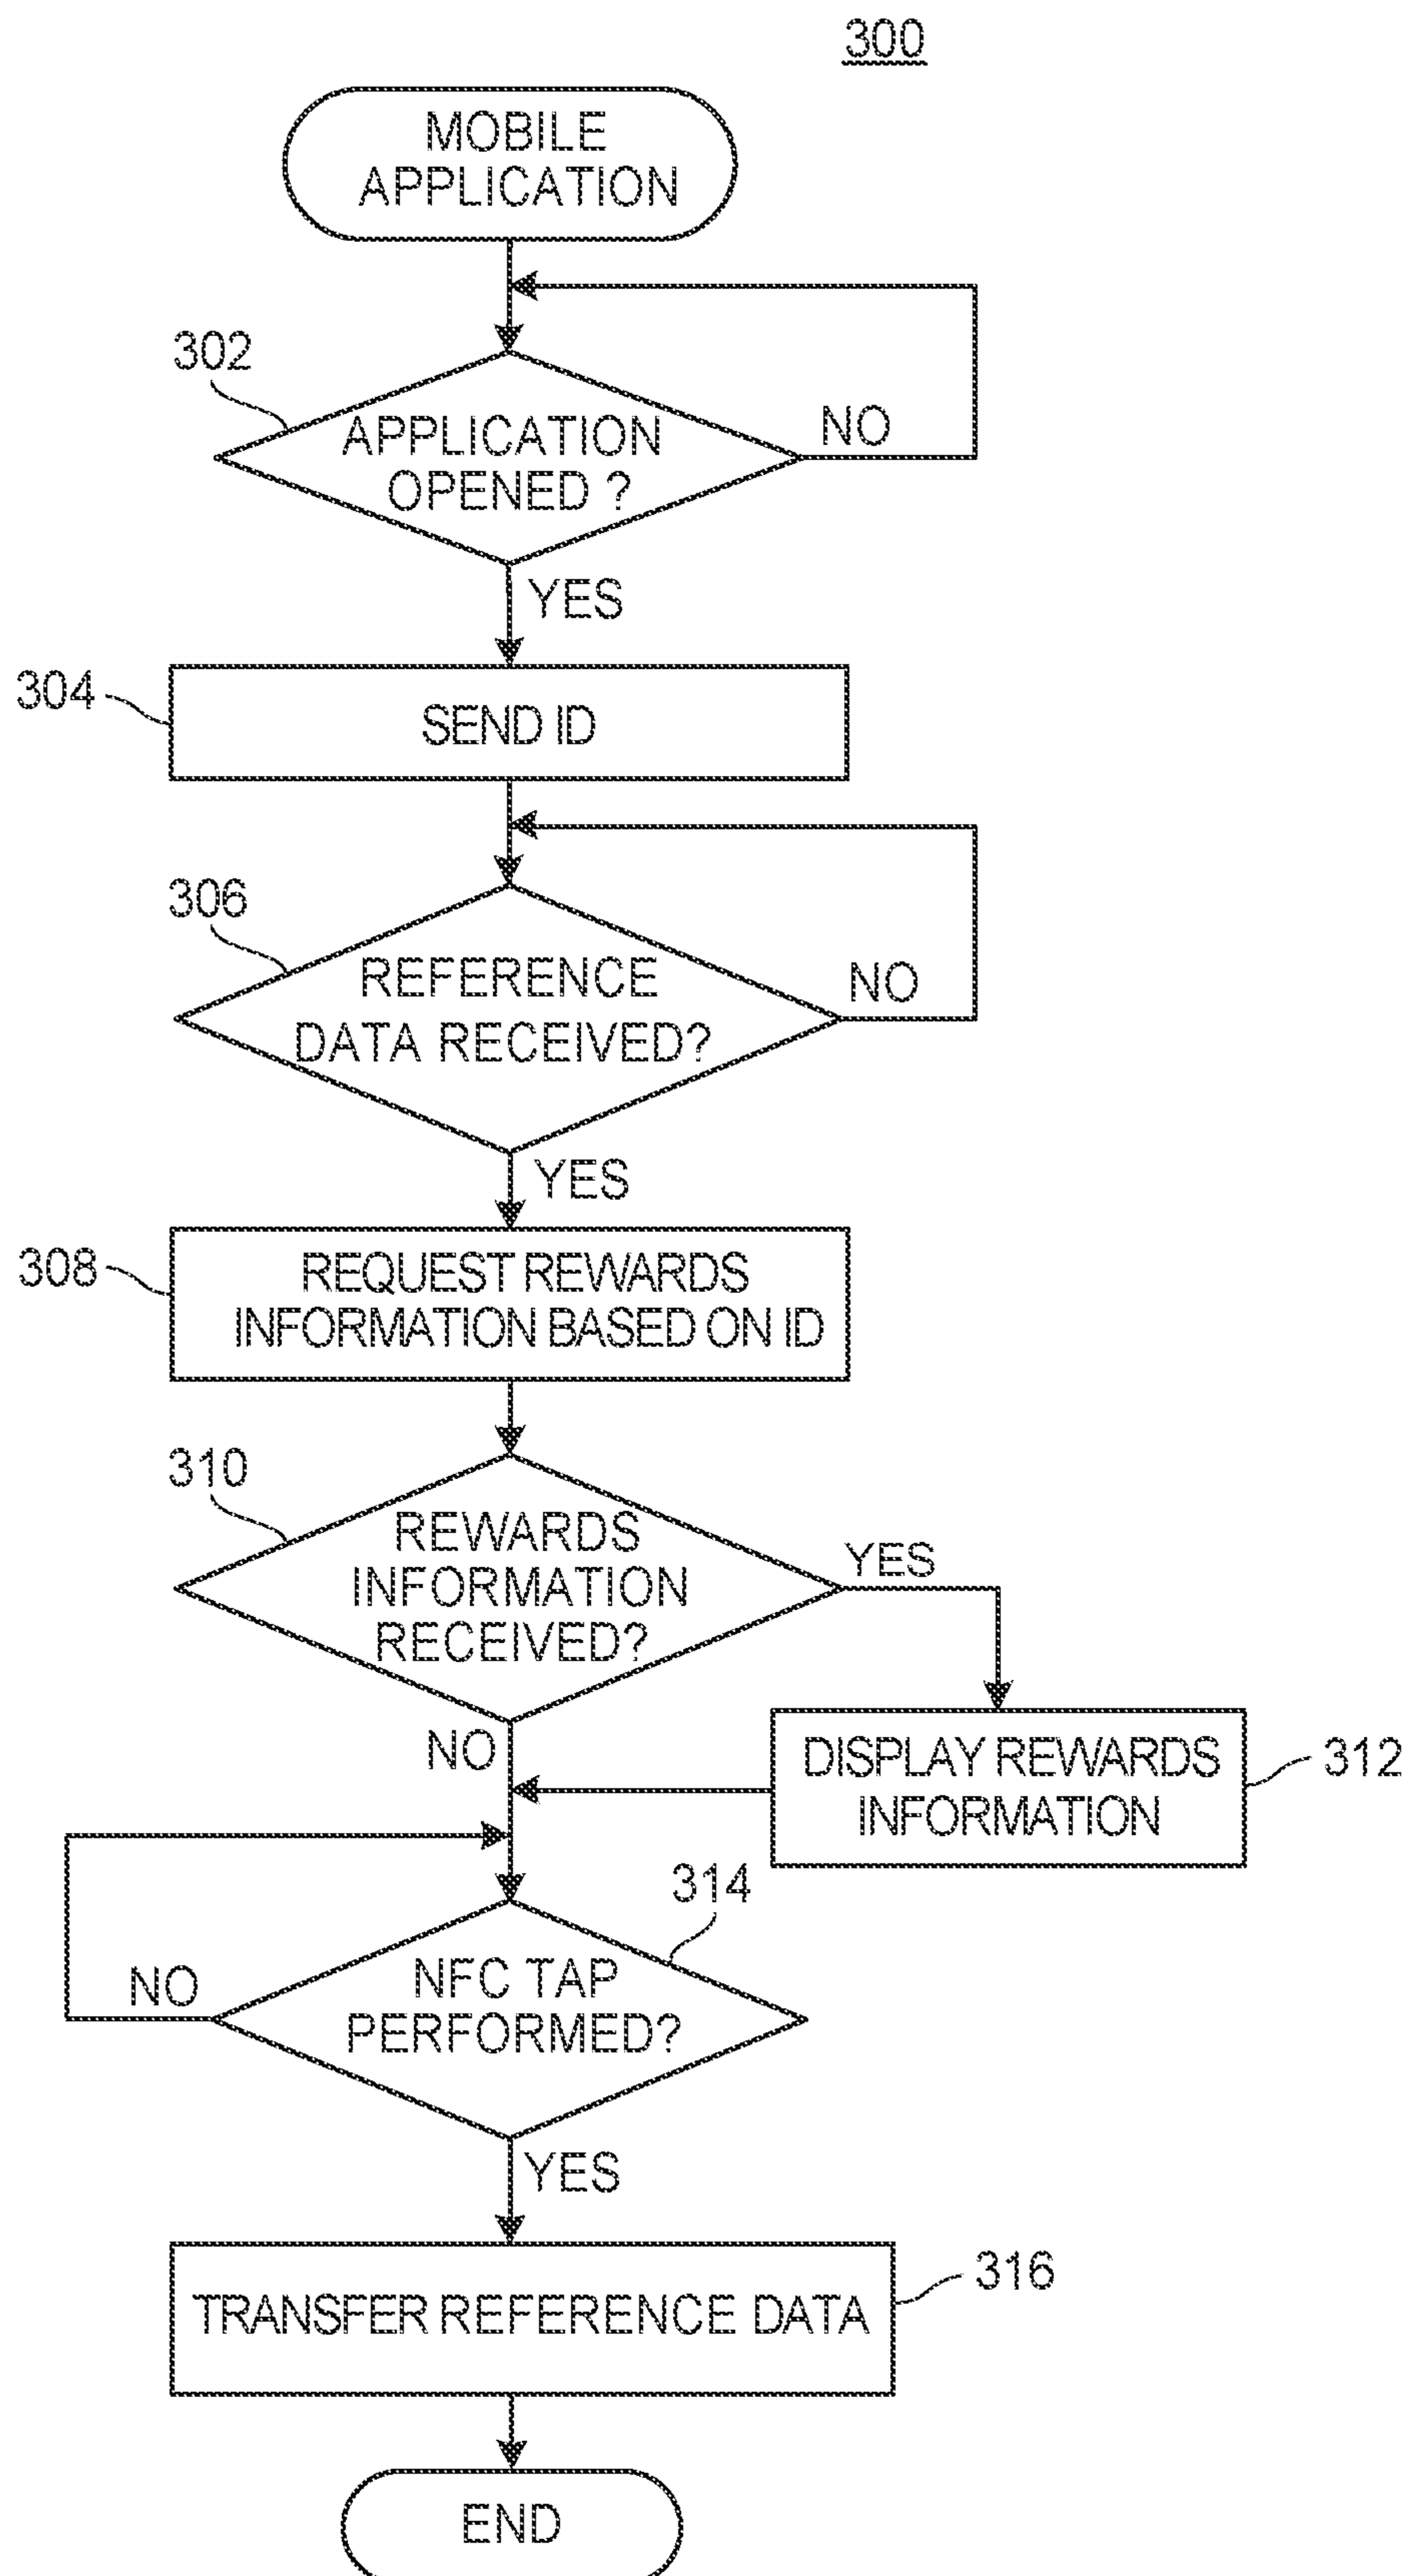 300
MOBILE
APPLICATION
302
APPLICATION
OPENED ?
NO
YES
304
SEND ID
306
REFERENCE
DATA RECEIVED?
NO
YES
308
REQUEST REWARDS
INFORMATION BASED ON ID
310
REWARDS
INFORMATION
RECEIVED?
YES
NO
DISPLAY REWARDS
INFORMATION
312
314
NFC TAP
PERFORMED?
NO
YES
316
TRANSFER REFERENCE DATA
END